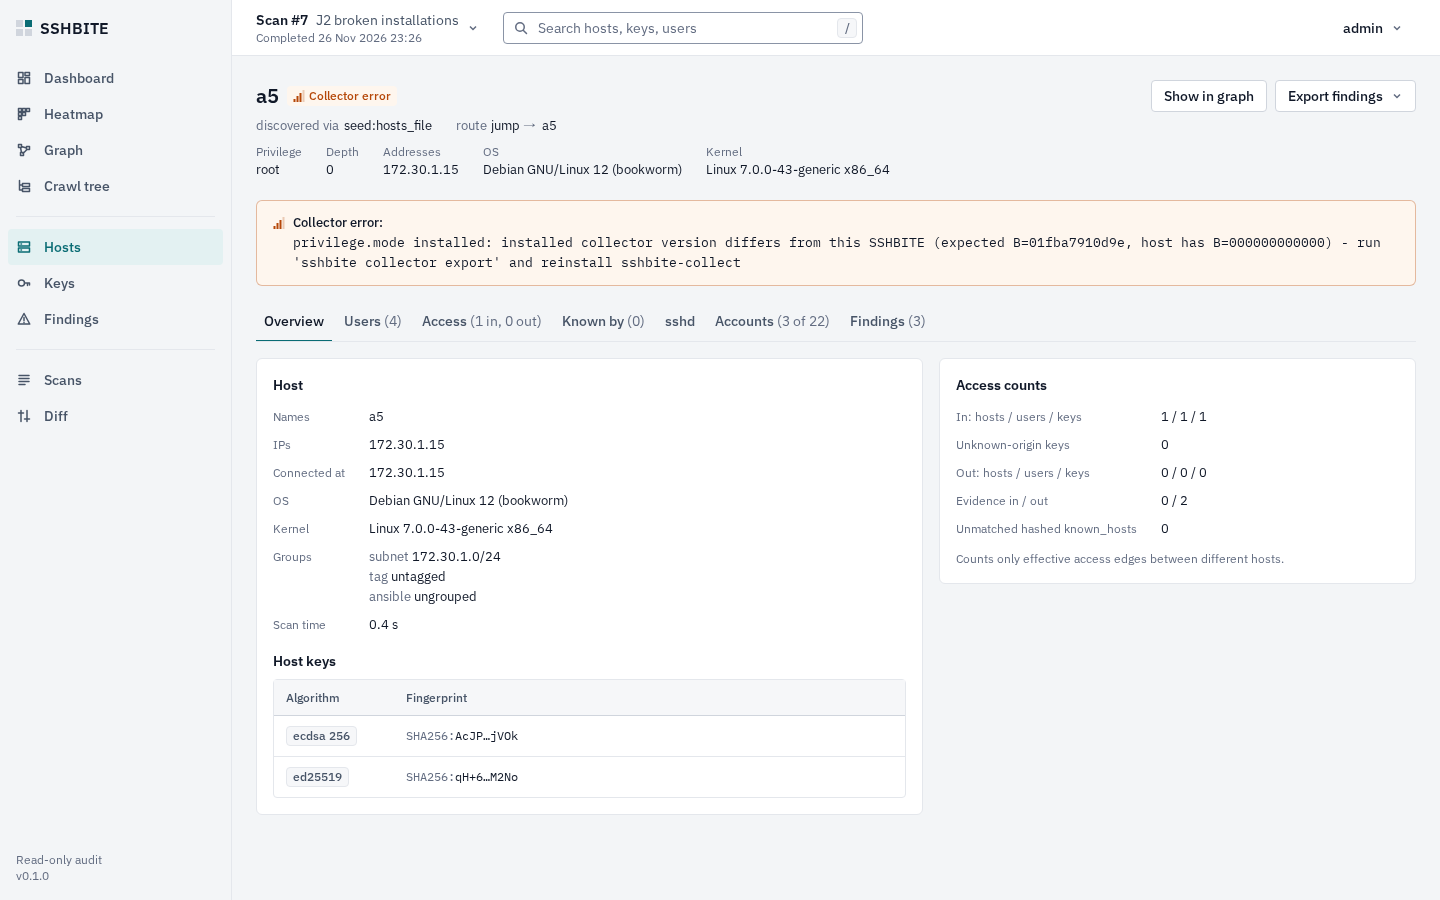 SSHBITE
Dashboard
Heatmap
Graph
Crawl tree
Hosts
Keys
Findings
Scans
Diff
Read-only audit
v0.1.0
Scan #7 J2 broken installations
Completed 26 Nov 2026 23:26
Search hosts, keys, users /
admin
a5 Collector error
Show in graph
Export findings
discovered via seed:hosts_file route jump → a5
Privilege Depth Addresses OS Kernel
root 0 172.30.1.15 Debian GNU/Linux 12 (bookworm) Linux 7.0.0-43-generic x86_64
Collector error:
privilege.mode installed: installed collector version differs from this SSHBITE (expected B=01fba7910d9e, host has B=000000000000) - run
'sshbite collector export' and reinstall sshbite-collect
Overview Users (4) Access (1 in, 0 out) Known by (0) sshd Accounts (3 of 22) Findings (3)
Host
Names a5
IPs 172.30.1.15
Connected at 172.30.1.15
OS Debian GNU/Linux 12 (bookworm)
Kernel Linux 7.0.0-43-generic x86_64
Groups subnet 172.30.1.0/24
tag untagged
ansible ungrouped
Scan time 0.4 s
Host keys
Algorithm Fingerprint
ecdsa 256 SHA256:AcJP…jVOk
ed25519 SHA256:qH+6…M2No
Access counts
In: hosts / users / keys 1 / 1 / 1
Unknown-origin keys 0
Out: hosts / users / keys 0 / 0 / 0
Evidence in / out 0 / 2
Unmatched hashed known_hosts 0
Counts only effective access edges between different hosts.